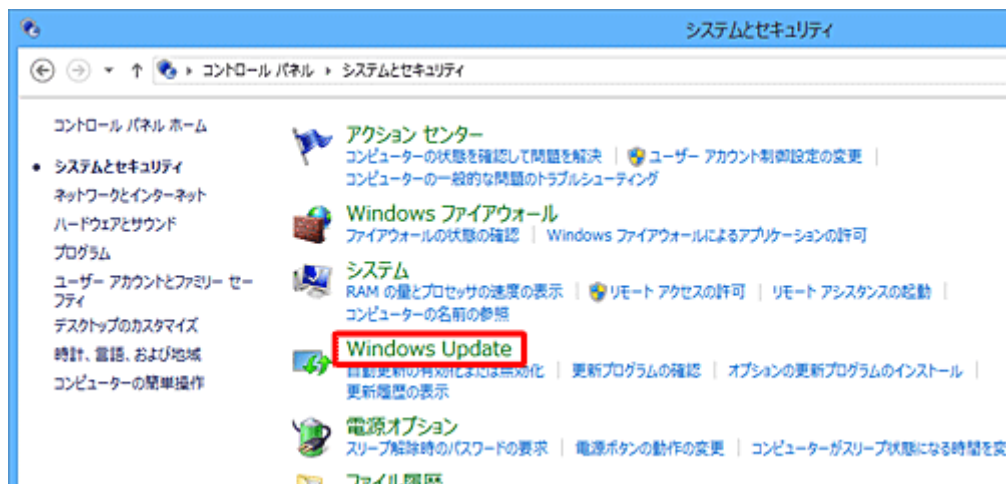 システムとセキュリティ
コントロール パネル ▸ システムとセキュリティ
コントロール パネル ホーム
システムとセキュリティ
ネットワークとインターネット
ハードウェアとサウンド
プログラム
ユーザー アカウントとファミリー セー
フティ
デスクトップのカスタマイズ
時計、言語、および地域
コンピューターの簡単操作
アクション センター
コンピューターの状態を確認して問題を解決 | ユーザー アカウント制御設定の変更 |
コンピューターの一般的な問題のトラブルシューティング
Windows ファイアウォール
ファイアウォールの状態の確認 | Windows ファイアウォールによるアプリケーションの許可
システム
RAM の量とプロセッサの速度の表示 | リモート アクセスの許可 | リモート アシスタンスの起動 |
コンピューターの名前の参照
Windows Update
自動更新の有効化または無効化 | 更新プログラムの確認 | オプションの更新プログラムのインストール |
更新履歴の表示
電源オプション
スリープ解除時のパスワードの要求 | 電源ボタンの動作の変更 | コンピューターがスリープ状態になる時間を変
ファイル履歴